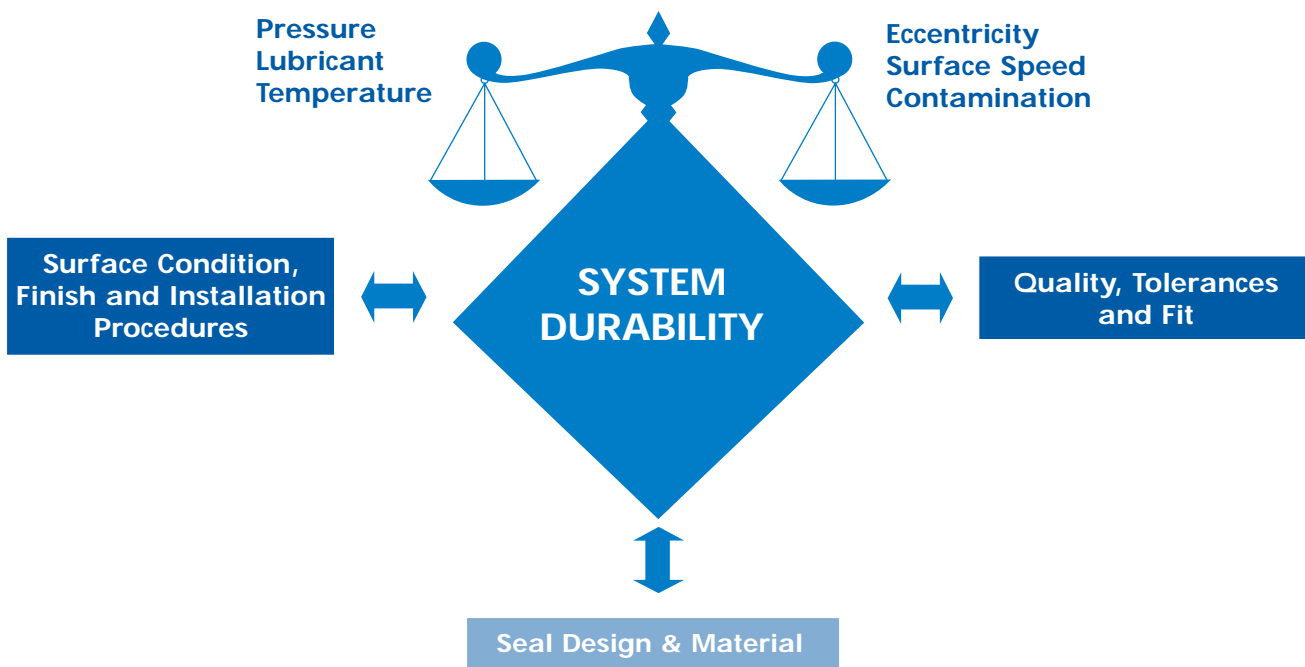 Pressure
Lubricant
Temperature
Eccentricity
Surface Speed
Contamination
Surface Condition,
Finish and Installation
Procedures
SYSTEM
DURABILITY
Quality, Tolerances
and Fit
Seal Design & Material